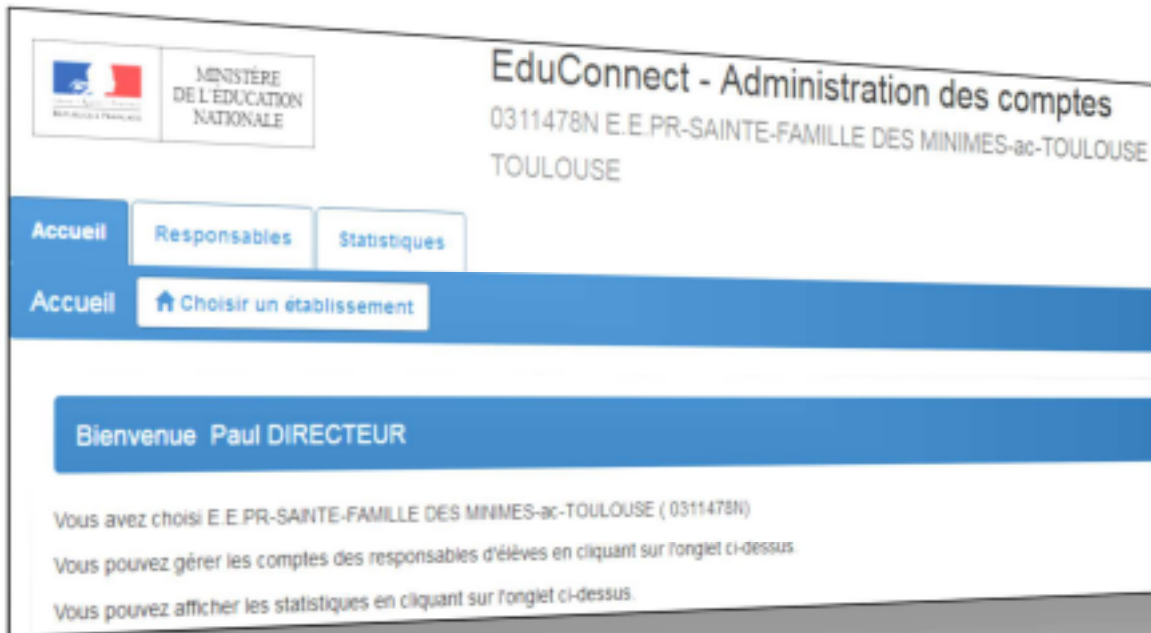 MINISTÈRE
DE L'ÉDUCATION
NATIONALE
EduConnect - Administration des comptes
0311478N E.E.PR-SAINTE-FAMILLE DES MINIMES-ac-TOULOUSE
TOULOUSE
Accueil Responsables Statistiques
Accueil Choisir un établissement
Bienvenue Paul DIRECTEUR
Vous avez choisi E.E.PR-SAINTE-FAMILLE DES MINIMES-ac-TOULOUSE ( 0311478N)
Vous pouvez gérer les comptes des responsables d'élèves en cliquant sur l'onglet ci-dessus.
Vous pouvez afficher les statistiques en cliquant sur l'onglet ci-dessus.